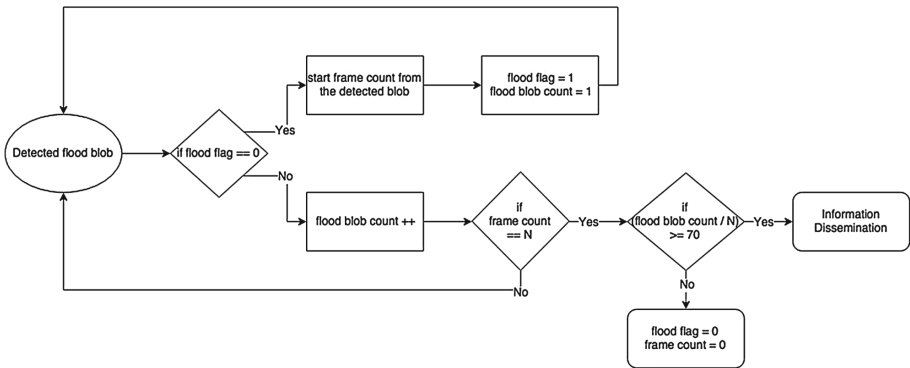 start frame count from
the detected blob
flood flag = 1
flood blob count = 1
Yes
Detected flood blob
if flood flag == 0
No
flood blob count ++
if
frame count
== N
Yes
if
(flood blob count / N)
>= 70
Yes
Information
Dissemination
No
No
flood flag = 0
frame count = 0